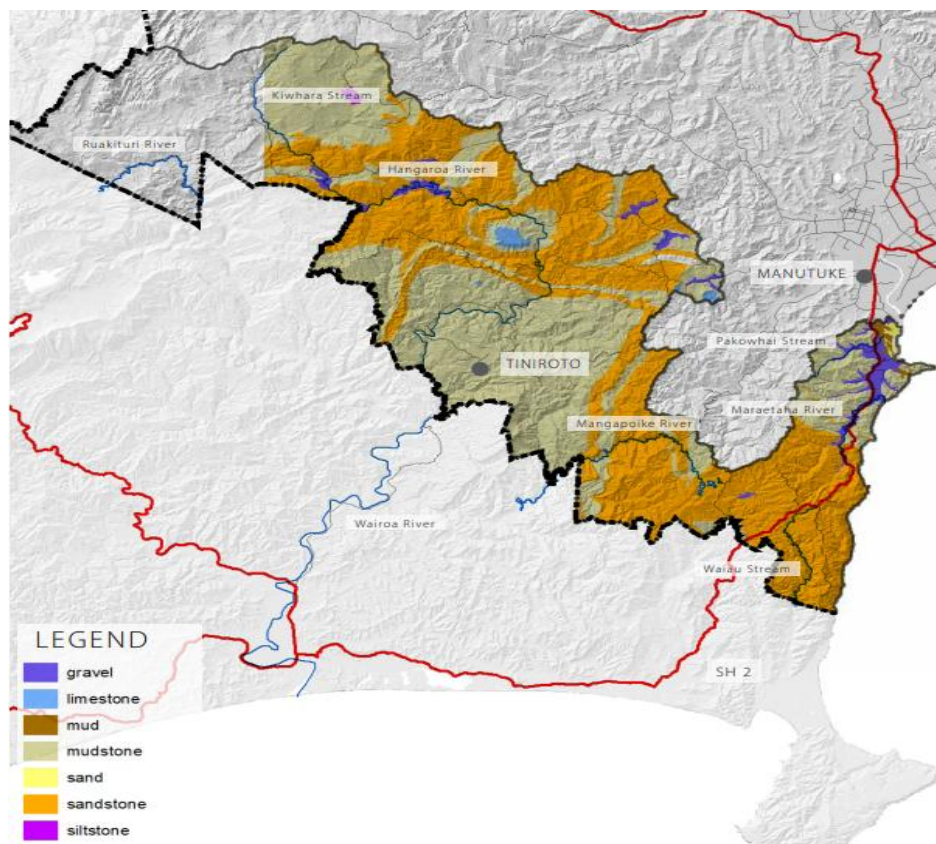 Kiwhara Stream
Ruakituri River
Hangaroa River
MANUTUKE
Pakowhai Stream
TINIROTO
Maraetaha River
Mangapoike River
Wairoa River
Waiau Stream
SH 2
LEGEND
gravel
limestone
mud
mudstone
sand
sandstone
siltstone